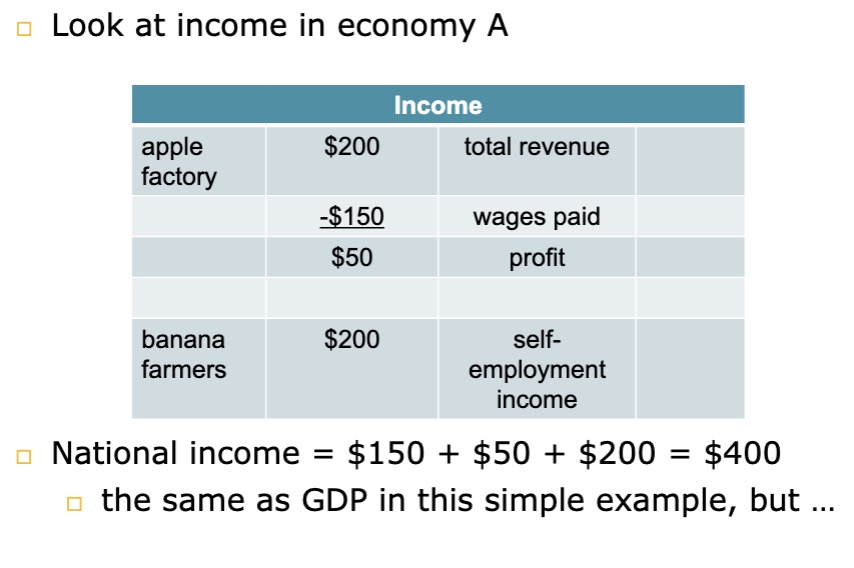 Look at income in economy A
Income
apple $200 total revenue
factory
-$150 wages paid
$50 profit
banana $200 self-
farmers employment
income
National income = $150 + $50 + $200 = $400
the same as GDP in this simple example, but ...